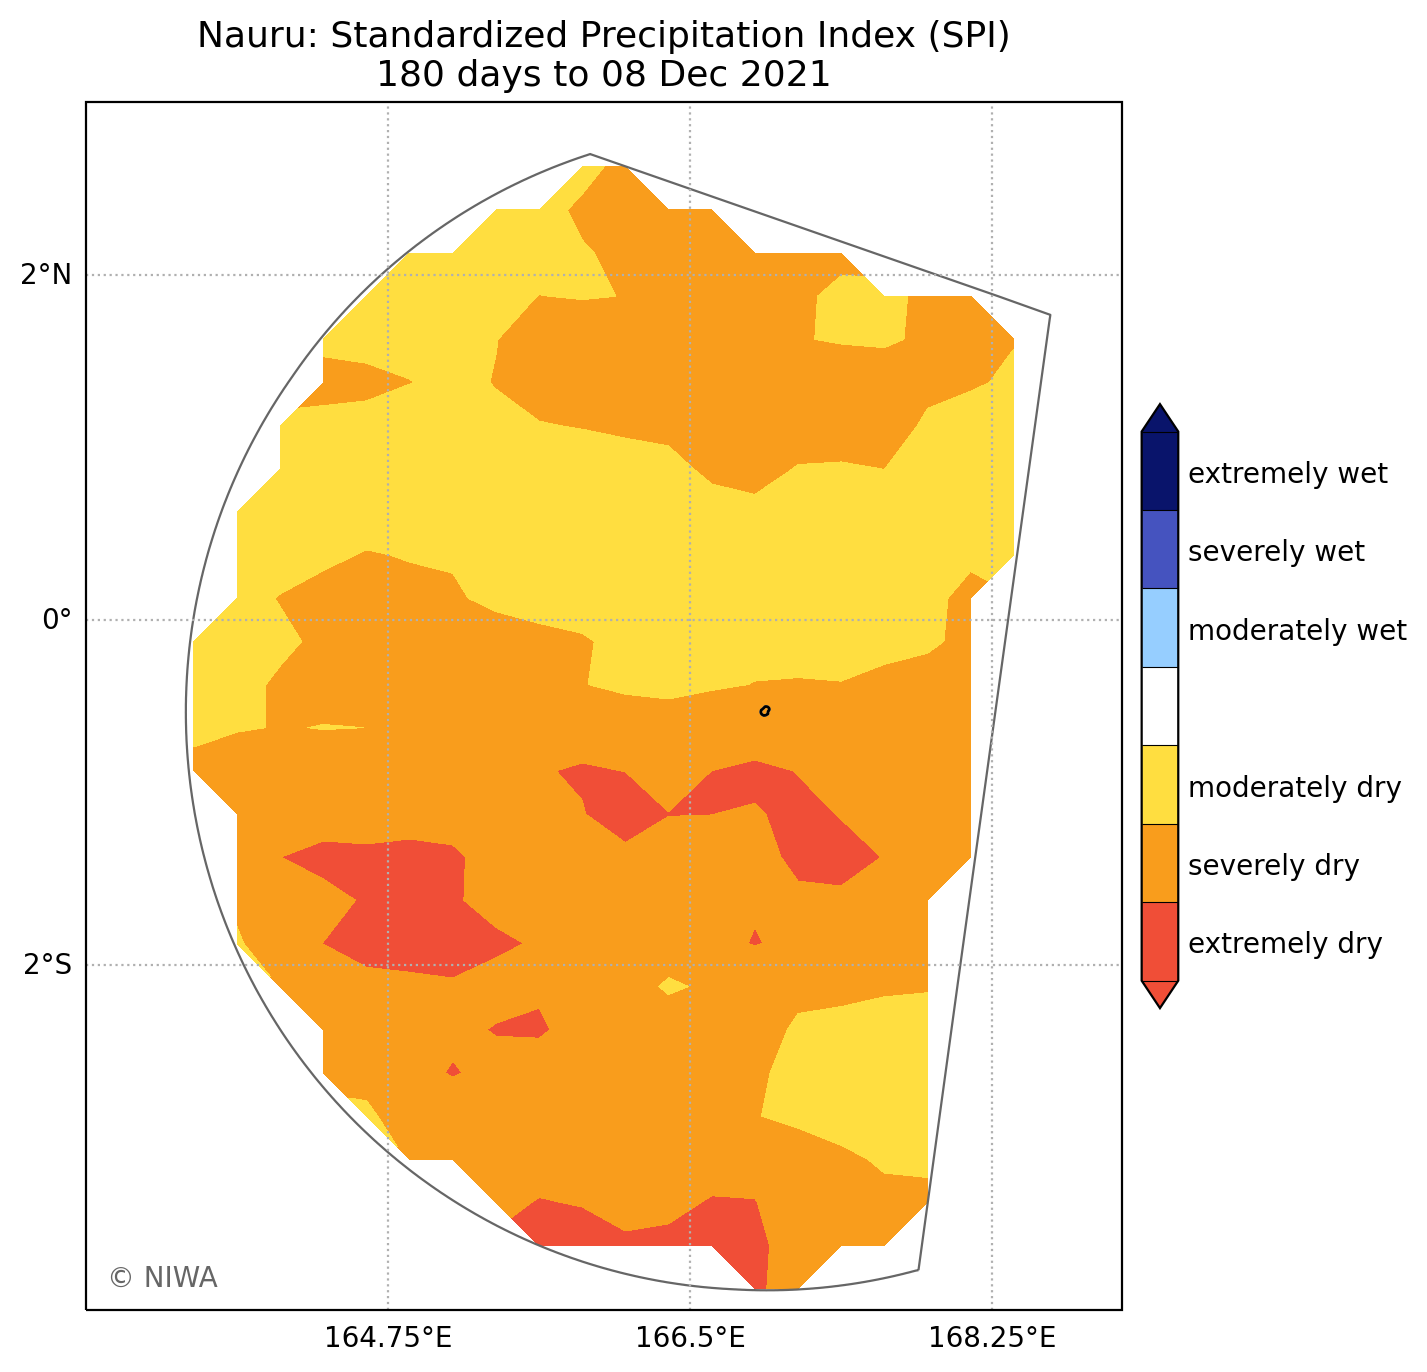 Nauru: Standardized Precipitation Index (SPI)
180 days to 08 Dec 2021
2°N
0°
2°S
164.75°E
166.5°E
168.25°E
extremely wet
severely wet
moderately wet
moderately dry
severely dry
extremely dry
© NIWA